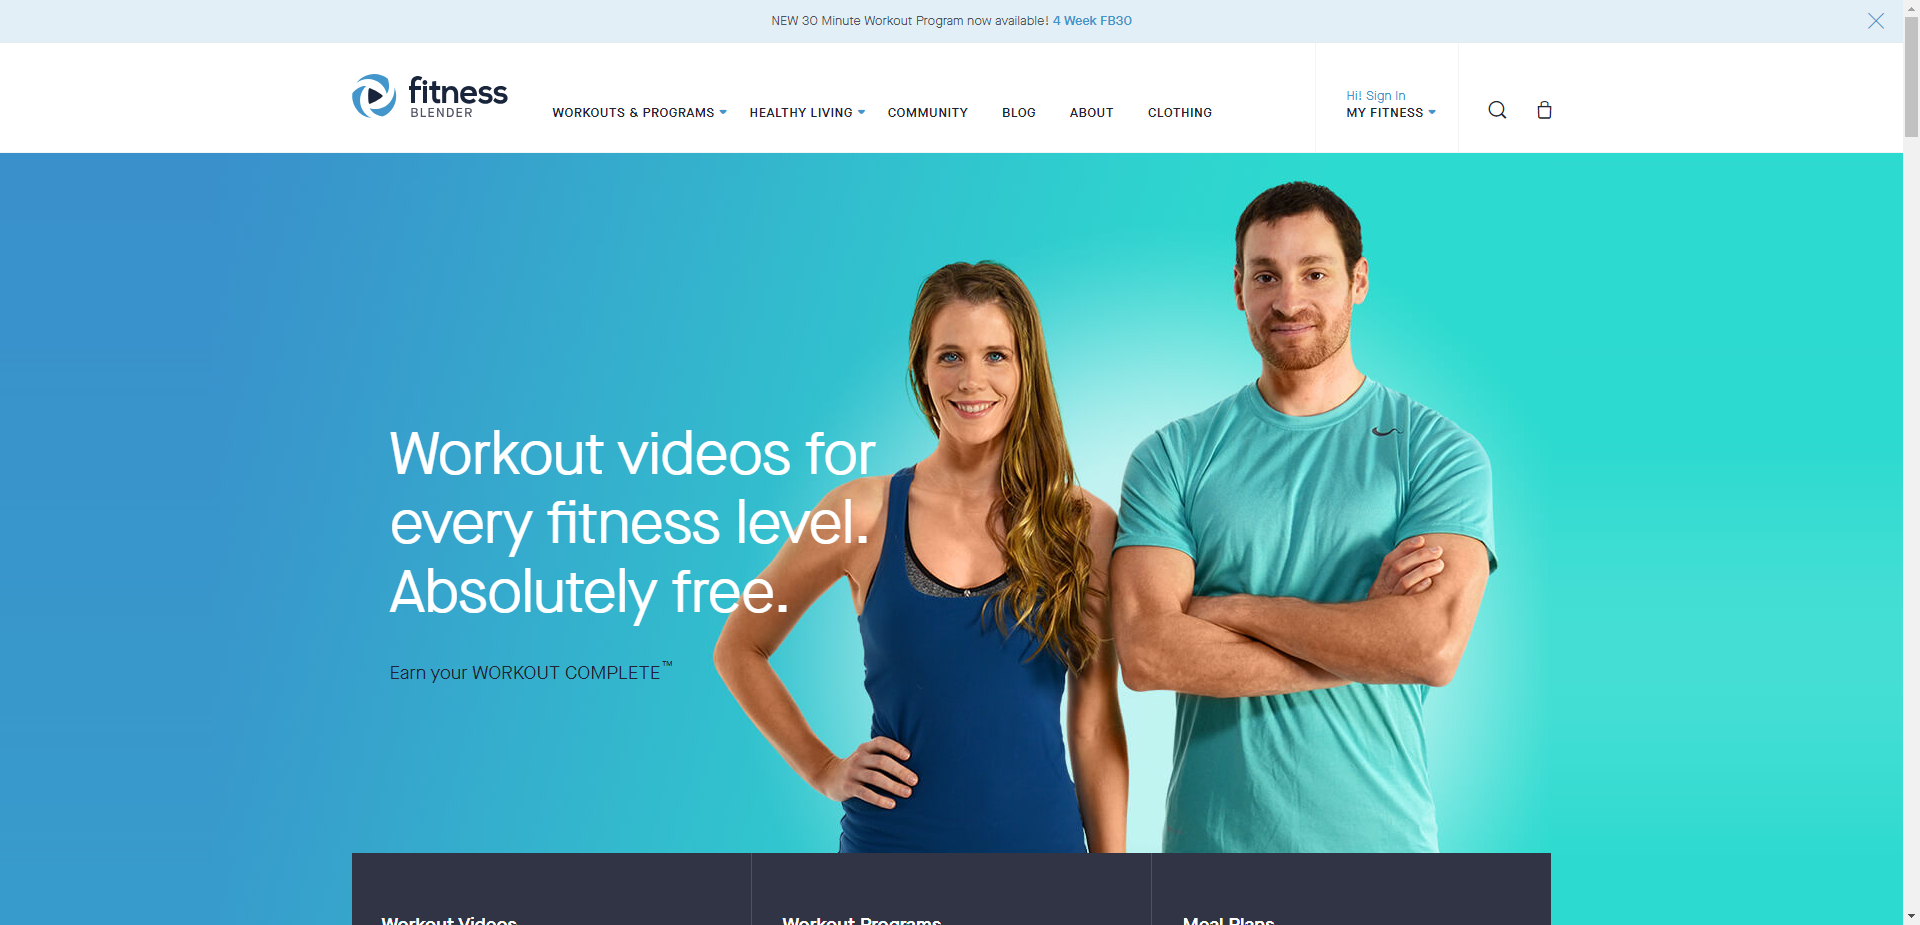 NEW 30 Minute Workout Program now available! 4 Week FB30
fitness
BLENDER
WORKOUTS & PROGRAMS
HEALTHY LIVING
COMMUNITY
BLOG
ABOUT
CLOTHING
Hi! Sign In
MY FITNESS
Workout videos for
every fitness level.
Absolutely free.
Earn your WORKOUT COMPLETE™
Workout Videos
Workout Programs
Meal Plans